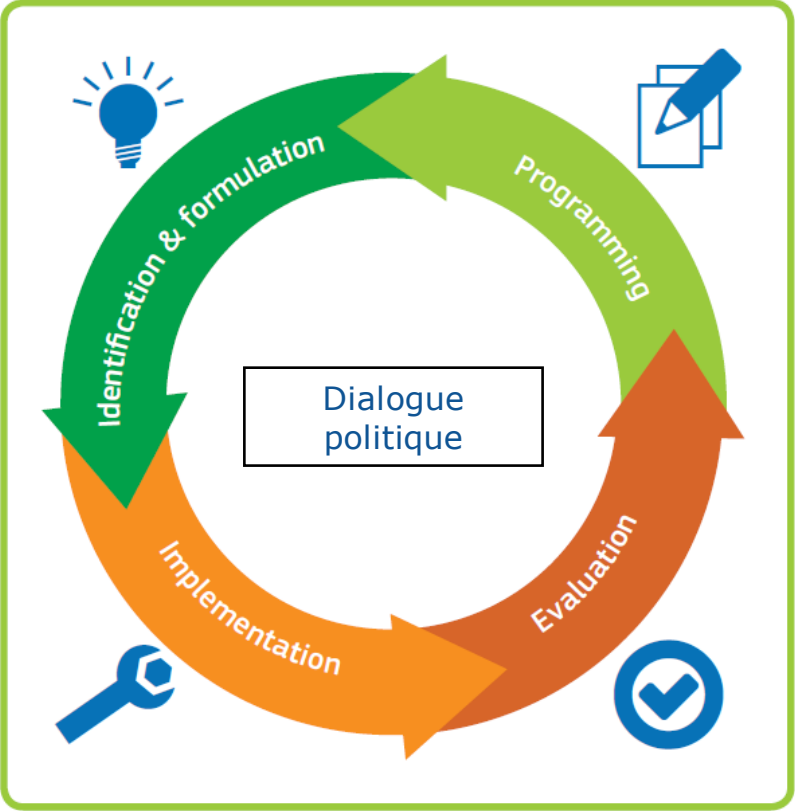 Programming
Identification & formulation
Dialogue
politique
Implementation
Evaluation